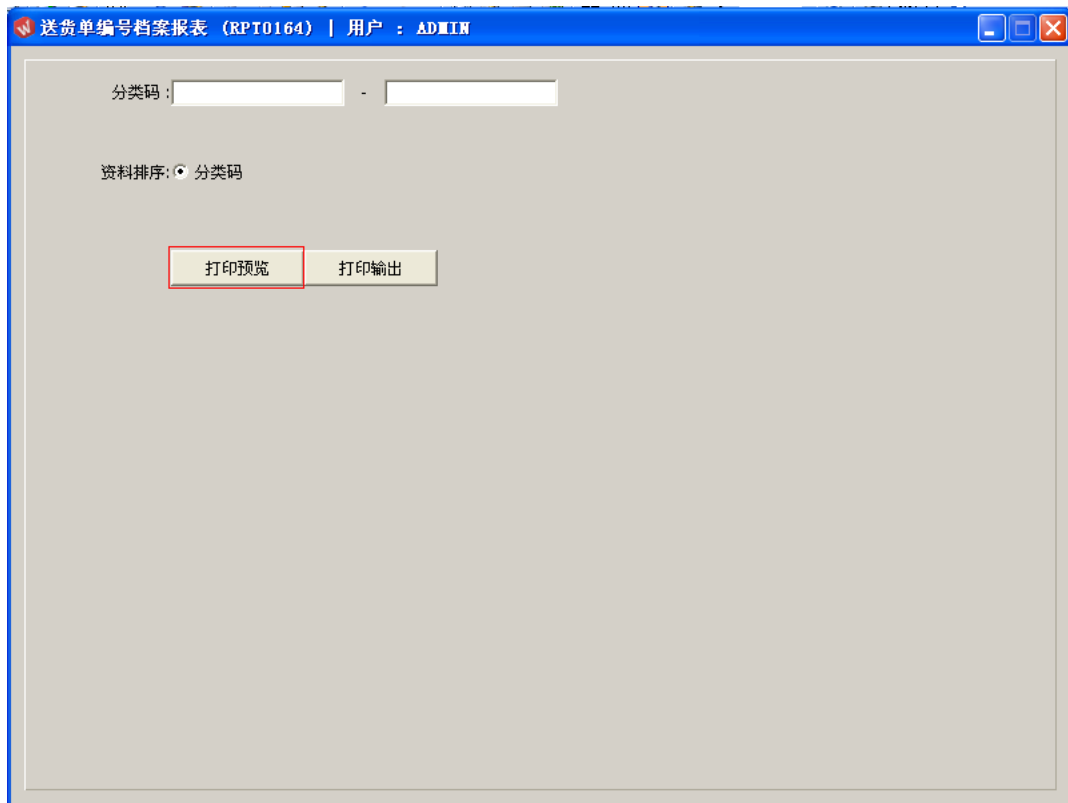 送货单编号档案报表 (RPT0164) | 用户 : ADMIN
分类码 : -
资料排序: 分类码
打印预览 打印输出